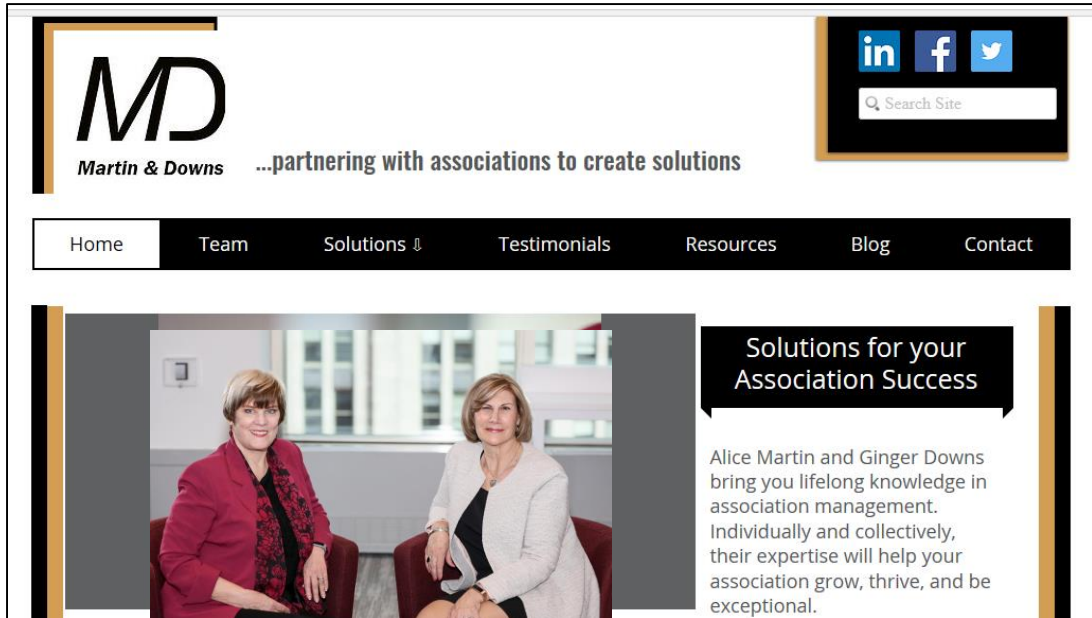 MD
Martin & Downs
...partnering with associations to create solutions
in f
Search Site
Home Team Solutions ⇩ Testimonials Resources Blog Contact
Solutions for your
Association Success
Alice Martin and Ginger Downs
bring you lifelong knowledge in
association management.
Individually and collectively,
their expertise will help your
association grow, thrive, and be
exceptional.